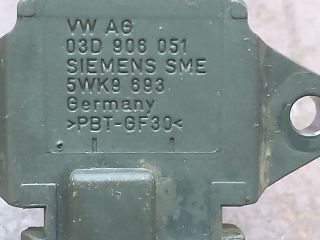 VW AG
03D 906 051
SIEMENS SME
5WK9 693
Germany
>PBT-GF30<